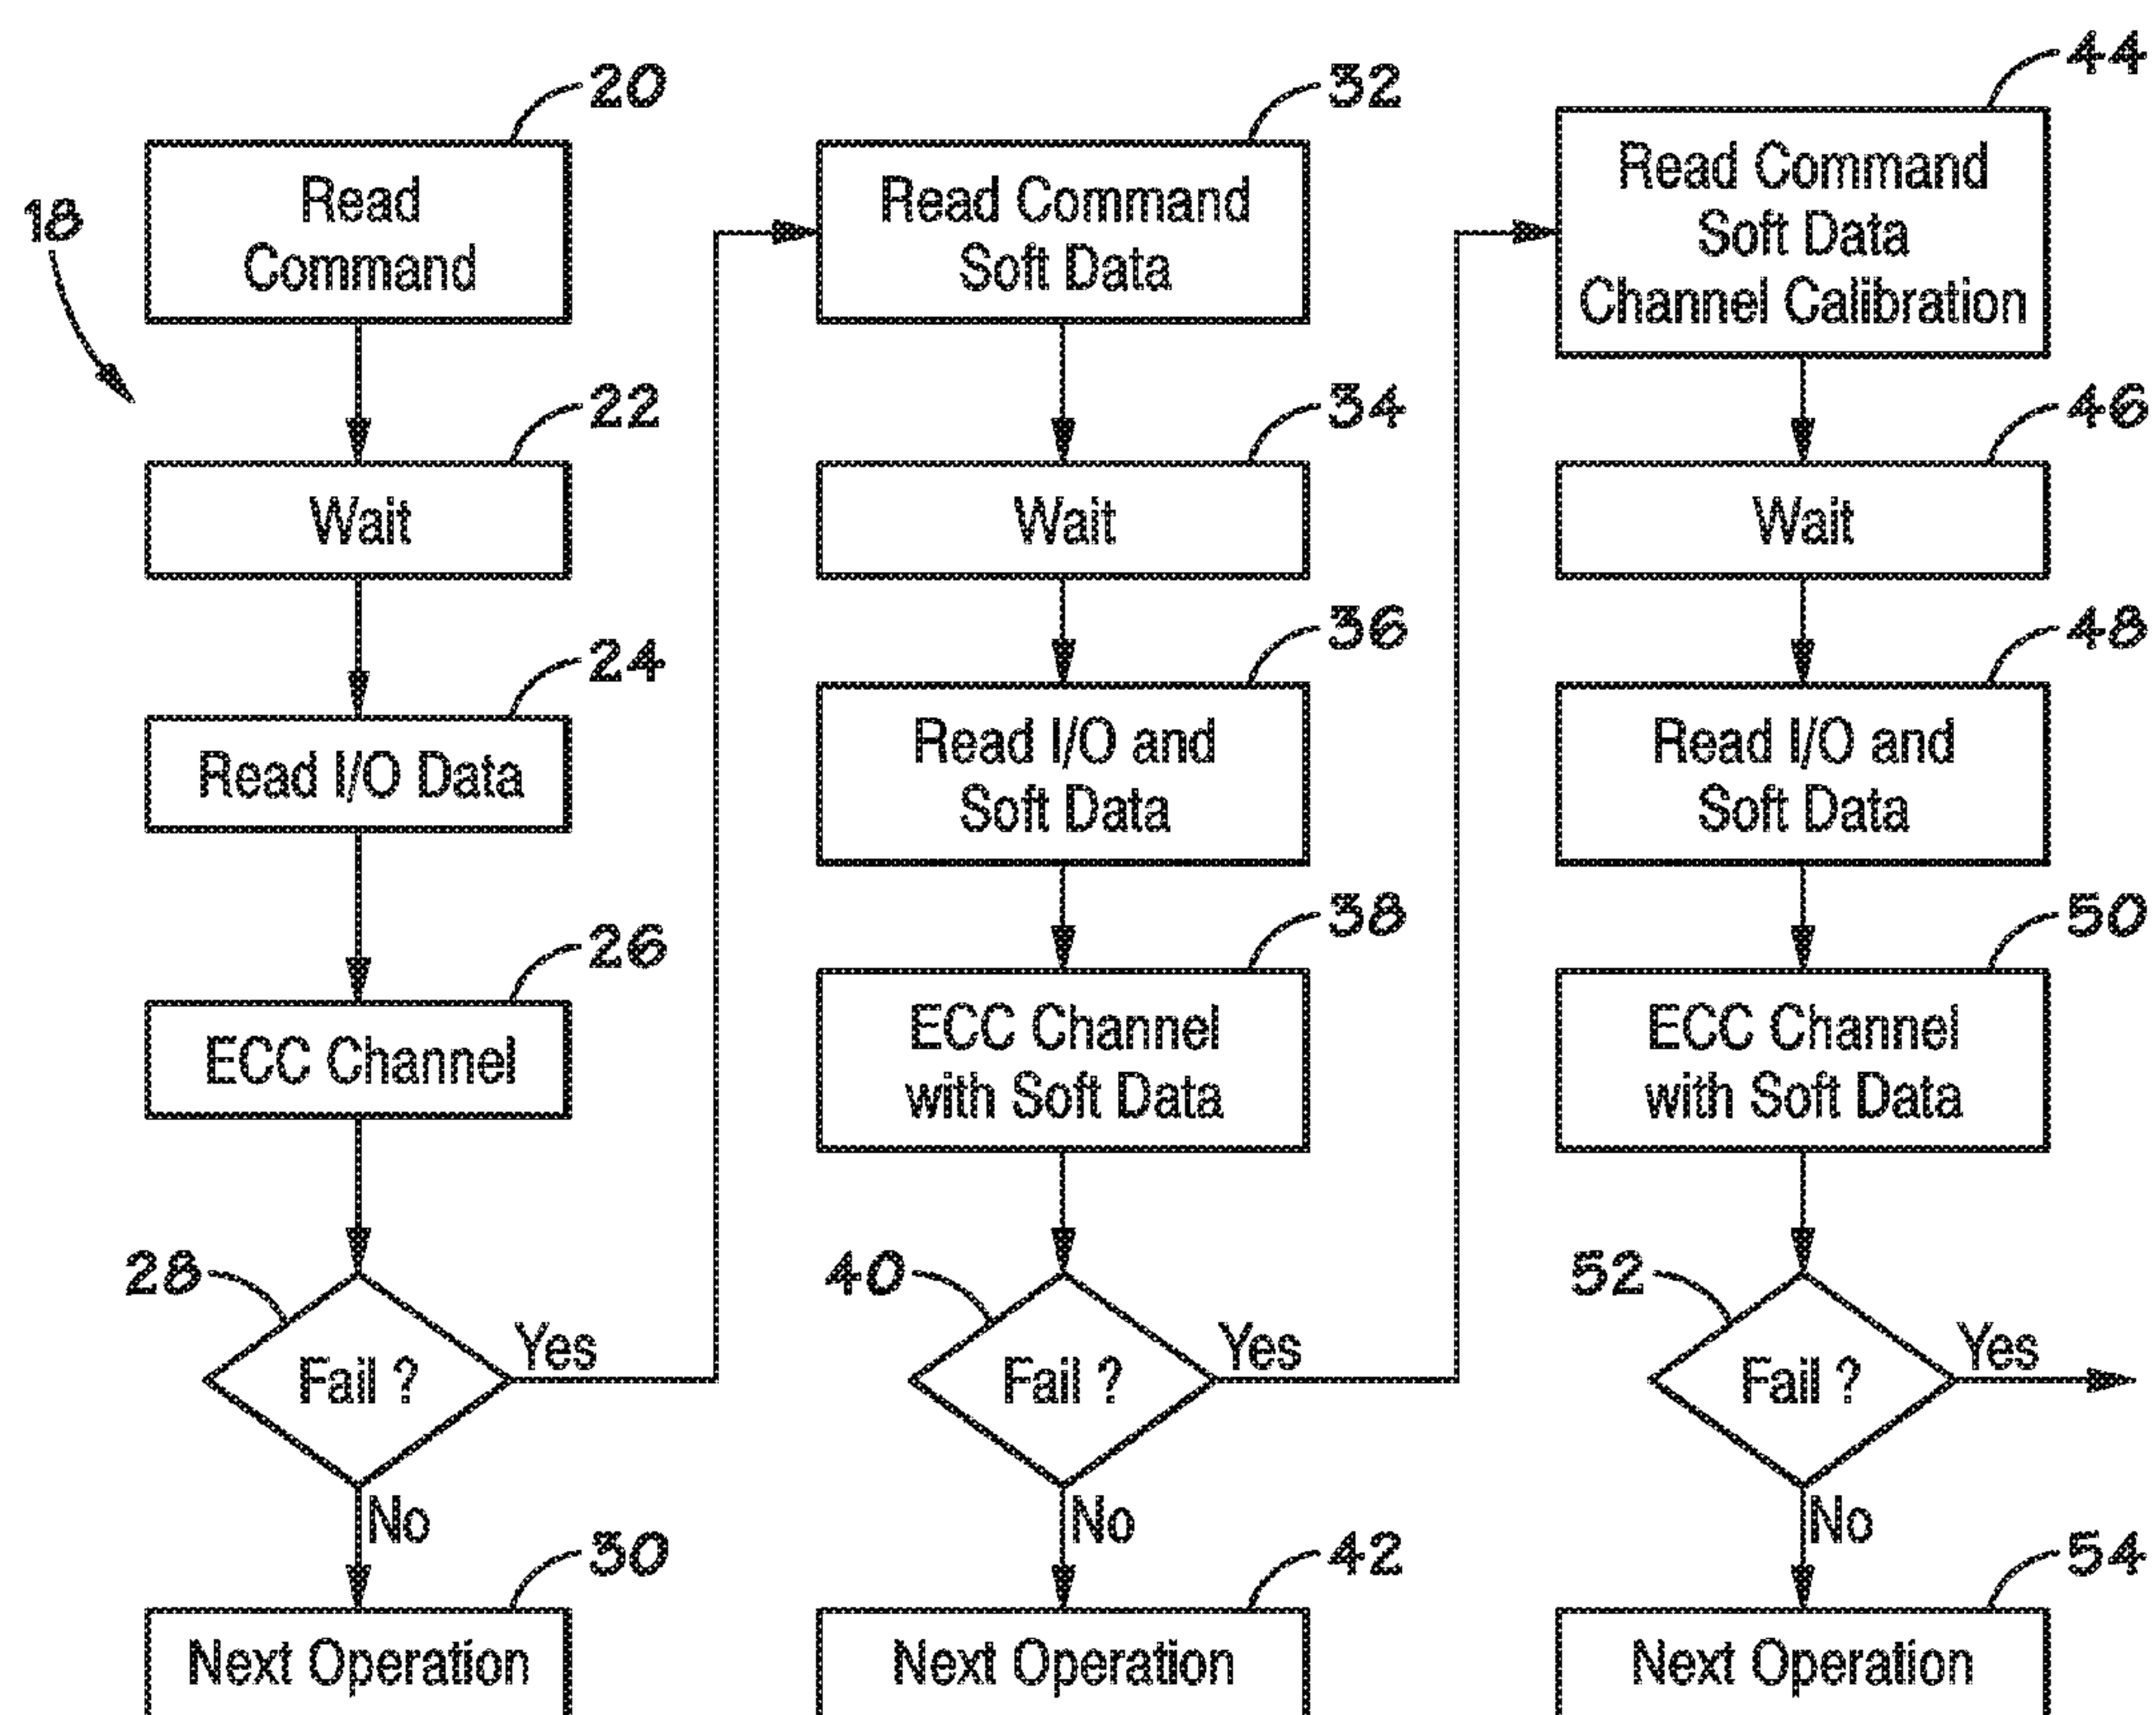 18
20
Read
Command
22
Wait
24
Read I/O Data
26
ECC Channel
28
Fail ?
Yes
No
30
Next Operation
32
Read Command
Soft Data
34
Wait
36
Read I/O and
Soft Data
38
ECC Channel
with Soft Data
40
Fail ?
Yes
No
42
Next Operation
44
Read Command
Soft Data
Channel Calibration
46
Wait
48
Read I/O and
Soft Data
50
ECC Channel
with Soft Data
52
Fail ?
Yes
No
54
Next Operation